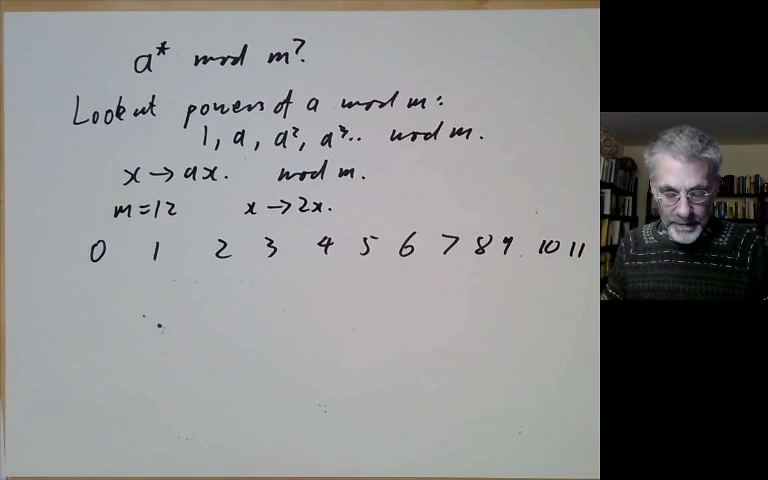 a* mod m?
Look at powers of a mod m:
1, a, a², a³.. mod m.
x → ax. mod m.
m=12 x → 2x.
0 1 2 3 4 5 6 7 8 9 10 11